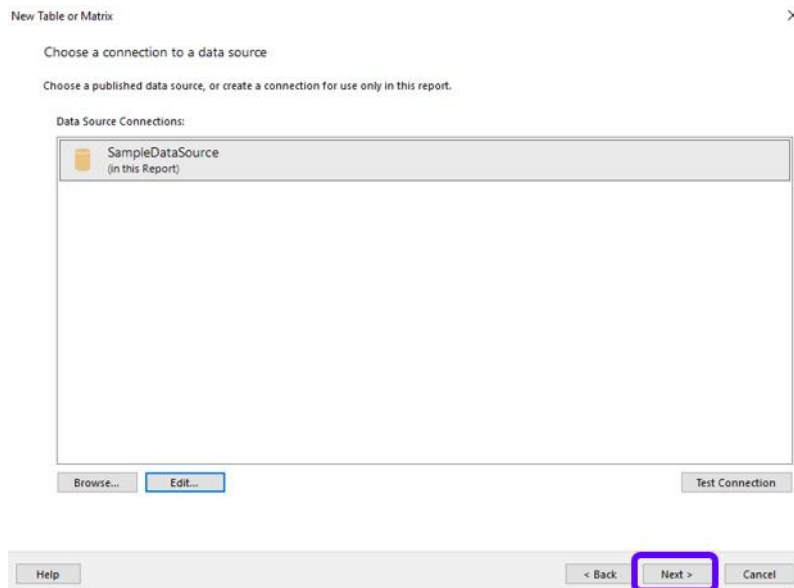 New Table or Matrix
Choose a connection to a data source
Choose a published data source, or create a connection for use only in this report.
Data Source Connections:
SampleDataSource
(in this Report)
Browse...
Edit...
Test Connection
Help
< Back
Next >
Cancel